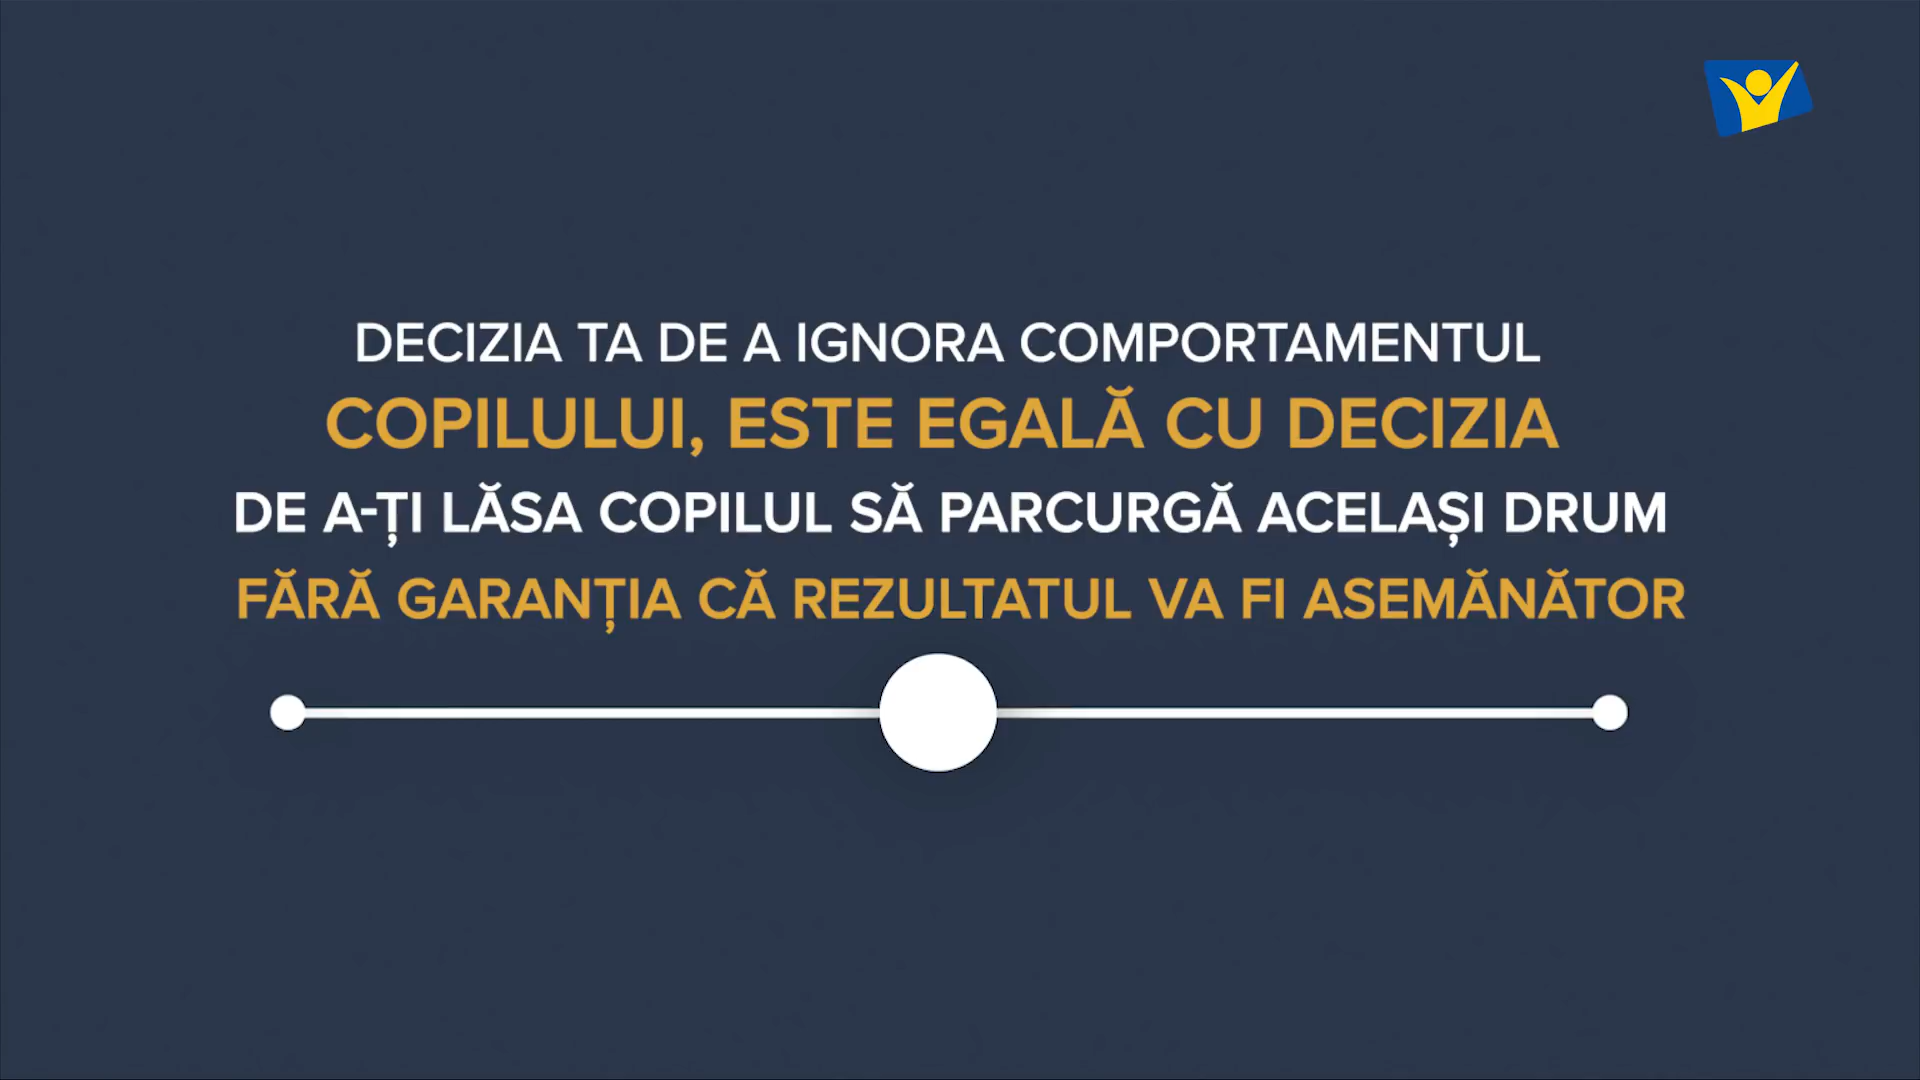 DECIZIA TA DE A IGNORA COMPORTAMENTUL
COPILULUI, ESTE EGALĂ CU DECIZIA
DE A-ȚI LĂSA COPILUL SĂ PARCURGĂ ACELAȘI DRUM
FĂRĂ GARANȚIA CĂ REZULTATUL VA FI ASEMĂNĂTOR